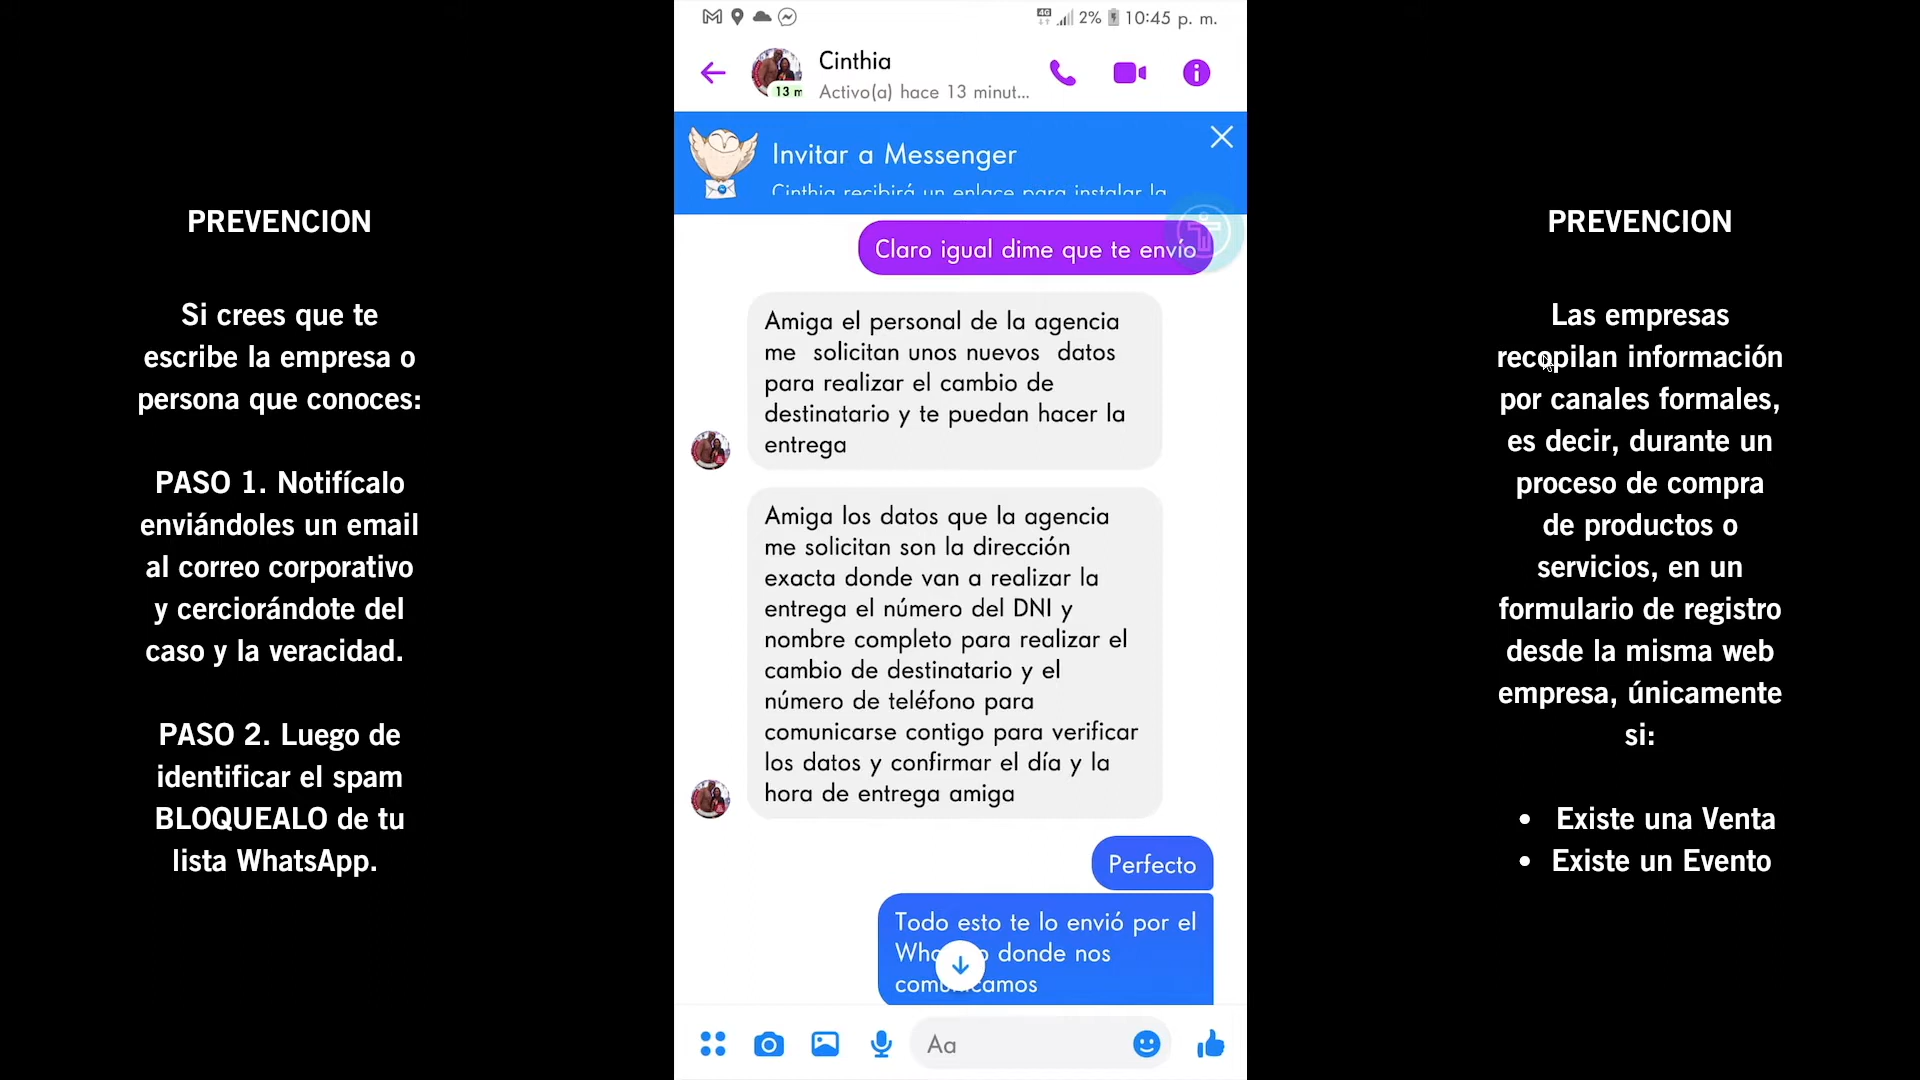 PREVENCION
Si crees que te
escribe la empresa o
persona que conoces:
PASO 1. Notifícalo
enviándoles un email
al correo corporativo
y cerciorándote del
caso y la veracidad.
PASO 2. Luego de
identificar el spam
BLOQUEALO de tu
lista WhatsApp.
4G 2% 10:45 p. m.
Cinthia
13 m
Activo(a) hace 13 minut...
Invitar a Messenger
Cinthia recibirá un enlace para instalar la
Claro igual dime que te envío
Amiga el personal de la agencia
me solicitan unos nuevos datos
para realizar el cambio de
destinatario y te puedan hacer la
entrega
Amiga los datos que la agencia
me solicitan son la dirección
exacta donde van a realizar la
entrega el número del DNI y
nombre completo para realizar el
cambio de destinatario y el
número de teléfono para
comunicarse contigo para verificar
los datos y confirmar el día y la
hora de entrega amiga
Perfecto
Todo esto te lo envió por el
donde nos
Aa
PREVENCION
Las empresas
recopilan información
por canales formales,
es decir, durante un
proceso de compra
de productos o
servicios, en un
formulario de registro
desde la misma web
empresa, únicamente
si:
• Existe una Venta
• Existe un Evento